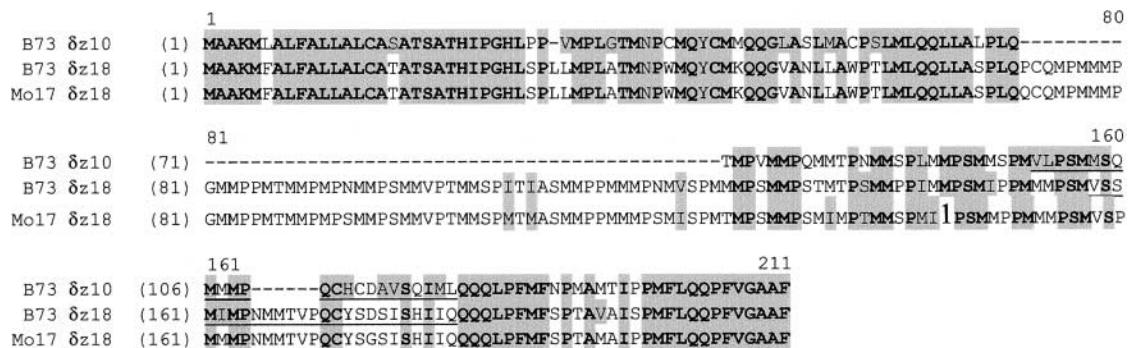 1 80
B73 δz10 (1) MAAKMLALFALLALCASATSATHIPGHLPP-VMPLGTMNPCMQYCMMQQGLASLMACPSLMLQQLLALPLQ---------
B73 δz18 (1) MAAKMFALFALLALCATATSATHIPGHLSPLLMPLATMNPWMQYCMKQQGVANLLAWPTLMLQQLLASPLQPCQMPMMMP
Mo17 δz18 (1) MAAKMFALFALLALCATATSATHIPGHLSPLLMPLATMNPWMQYCMKQQGVANLLAWPTLMLQQLLASPLQQCQMPMMMP
81 160
B73 δz10 (71) ---------------------------------------------TMPVMMPQMMTPNMMSPLMMPSMMSPMVLPSMMSQ
B73 δz18 (81) GMMPPMTMMPMPNMMPSMMVPTMMSPITIASMMPPMMMPNMVSPMMMPSMMPSTMTPSMMPPIMMPSMIPPMMMPSMVSS
Mo17 δz18 (81) GMMPPMTMMPMPSMMPSMMVPTMMSPMTMASMMPPMMMPSMISPMTMPSMMPSMIMPTMMSPMI1PSMMPPMMMPSMVSP
161 211
B73 δz10 (106) MMMP------QCHCDAVSQIMLQQQLPFMFNPMAMTIPPMFLQQPFVGAAF
B73 δz18 (161) MIMPNMMTVPQCYSDSISHIIQQQQLPFMFSPTAVAISPMFLQQPFVGAAF
Mo17 δz18 (161) MMMPNMMTVPQCYSGSISHIIQQQQLPFMFSPTAMAIPPMFLQQPFVGAAF